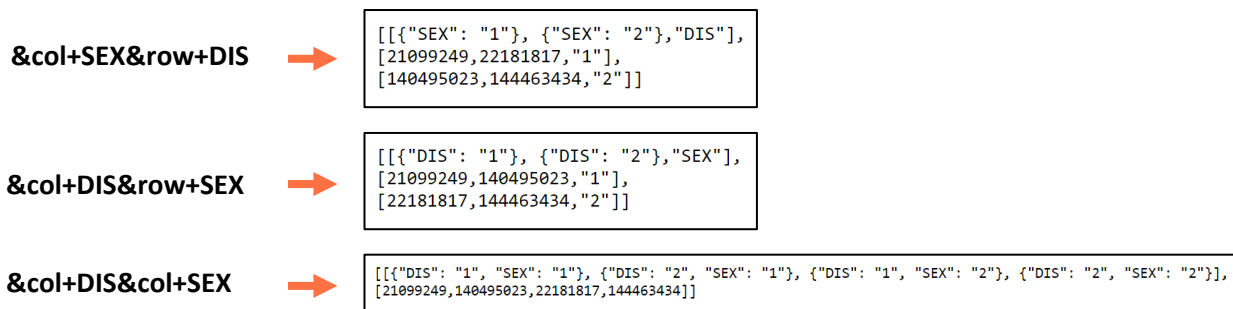 &col+SEX&row+DIS
[[{"SEX": "1"}, {"SEX": "2"},"DIS"],
[21099249,22181817,"1"],
[140495023,144463434,"2"]]
&col+DIS&row+SEX
[[{"DIS": "1"}, {"DIS": "2"},"SEX"],
[21099249,140495023,"1"],
[22181817,144463434,"2"]]
&col+DIS&col+SEX
[[{"DIS": "1", "SEX": "1"}, {"DIS": "2", "SEX": "1"}, {"DIS": "1", "SEX": "2"}, {"DIS": "2", "SEX": "2"}],
[21099249,140495023,22181817,144463434]]